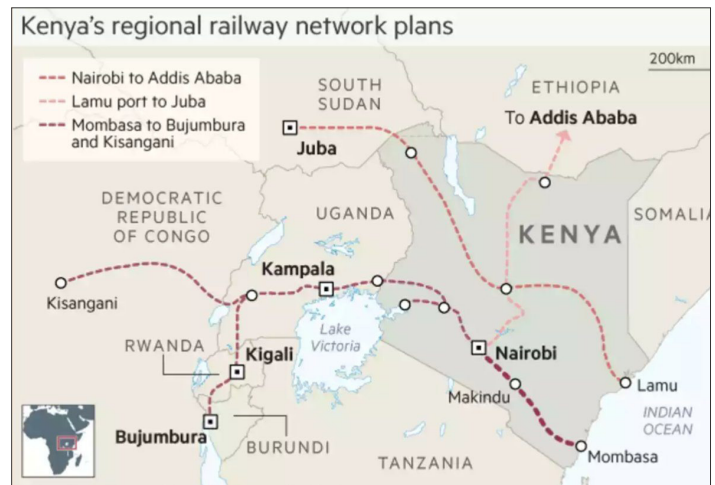 Kenya's regional railway network plans
200km
Nairobi to Addis Ababa
Lamu port to Juba
Mombasa to Bujumbura
and Kisangani
SOUTH
SUDAN
ETHIOPIA
To Addis Ababa
Juba
DEMOCRATIC
REPUBLIC
OF CONGO
UGANDA
KENYA
SOMALIA
Kampala
Kisangani
Lake
Victoria
RWANDA
Kigali
Nairobi
Makindu
Lamu
INDIAN
OCEAN
Bujumbura
BURUNDI
TANZANIA
Mombasa